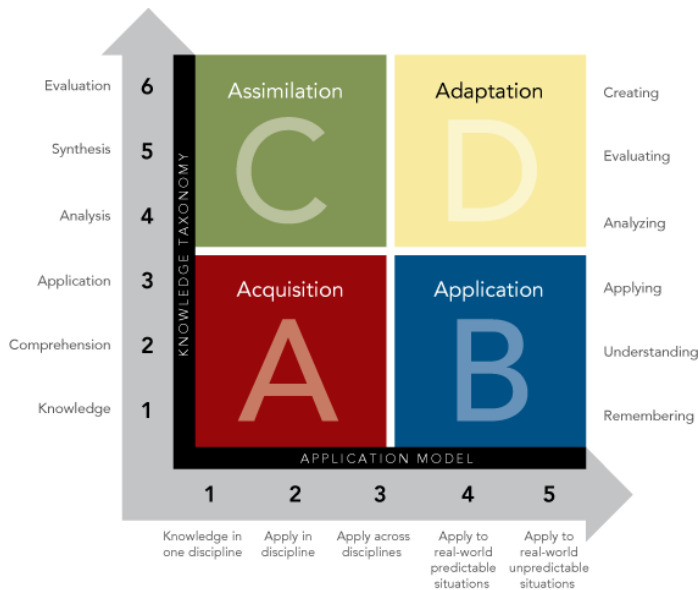 Evaluation
6
Synthesis
5
Analysis
4
Application
3
Comprehension
2
Knowledge
1
KNOWLEDGE TAXONOMY
Assimilation
C
Adaptation
D
Acquisition
A
Application
B
Creating
Evaluating
Analyzing
Applying
Understanding
Remembering
APPLICATION MODEL
1
2
3
4
5
Knowledge in
one discipline
Apply in
discipline
Apply across
disciplines
Apply to
real-world
predictable
situations
Apply to
real-world
unpredictable
situations